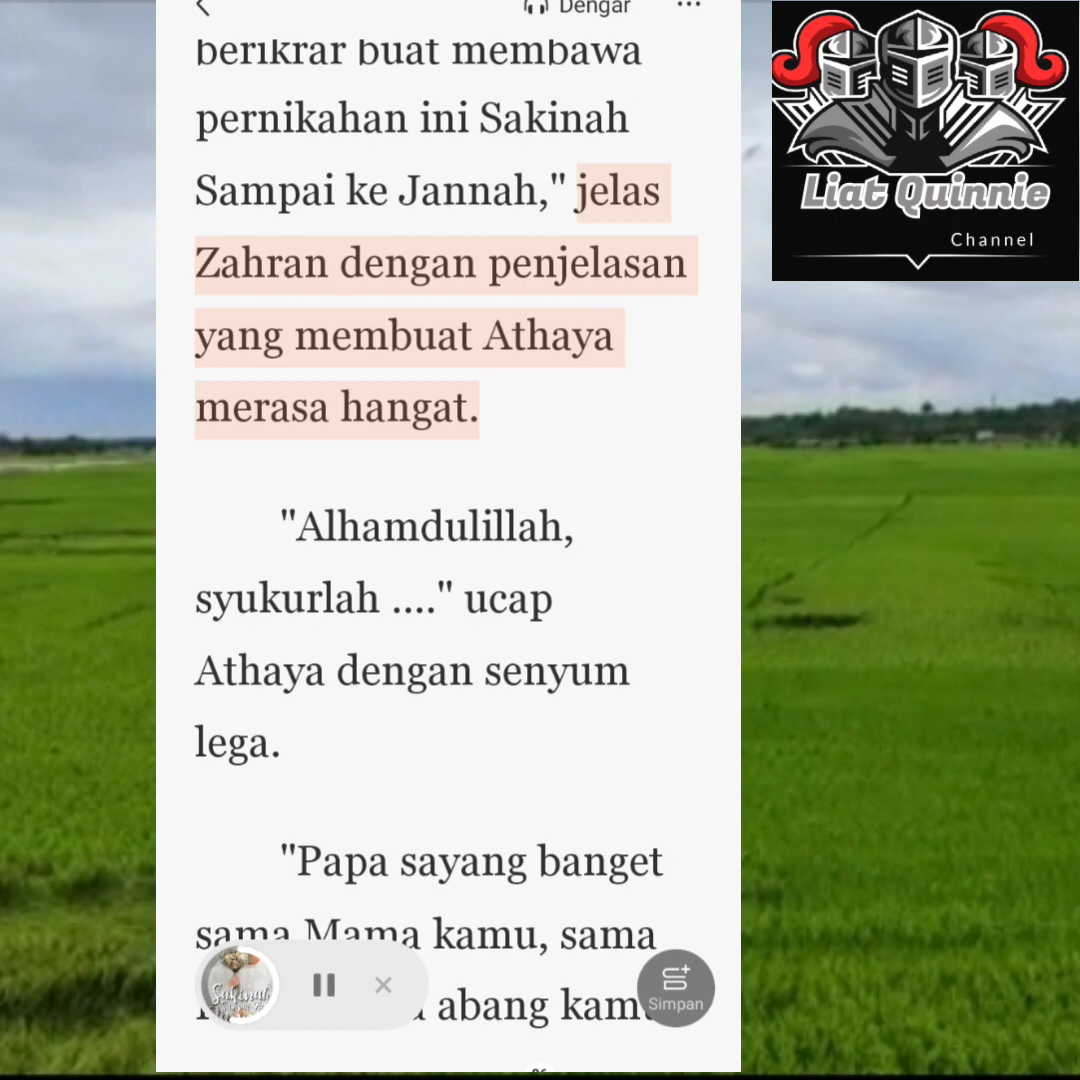 Dengar
berikrar buat membawa
pernikahan ini Sakinah
Sampai ke Jannah," jelas
Zahran dengan penjelasan
yang membuat Athaya
merasa hangat.
"Alhamdulillah,
syukurlah ...." ucap
Athaya dengan senyum
lega.
"Papa sayang banget
sama Mama kamu, sama
abang
Simpan
Sakinah
Liat Quinnie
Channel